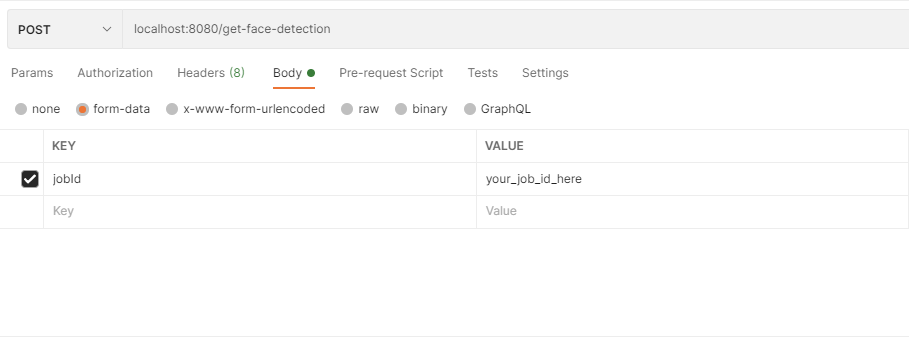 POST localhost:8080/get-face-detection
Params Authorization Headers (8) Body Pre-request Script Tests Settings
none form-data x-www-form-urlencoded raw binary GraphQL
KEY VALUE
jobId your_job_id_here
Key Value